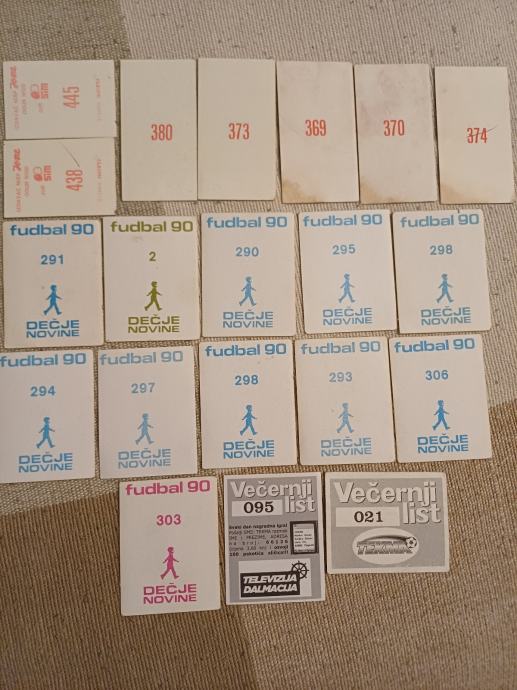 445
SIM
380
373
369
370
374
438
SIM
fudbal 90
291
DEČJE
NOVINE
fudbal 90
2
DEČJE
NOVINE
fudbal 90
290
DEČJE
NOVINE
fudbal 90
295
DEČJE
NOVINE
fudbal 90
298
DEČJE
NOVINE
fudbal 90
294
DEČJE
NOVINE
fudbal 90
297
DEČJE
NOVINE
fudbal 90
298
DEČJE
NOVINE
fudbal 90
293
DEČJE
NOVINE
fudbal 90
306
DEČJE
NOVINE
fudbal 90
303
DEČJE
NOVINE
Večernji
list
095
TELEVIZIJA
DALMACIJA
Večernji
list
021
TEKMA